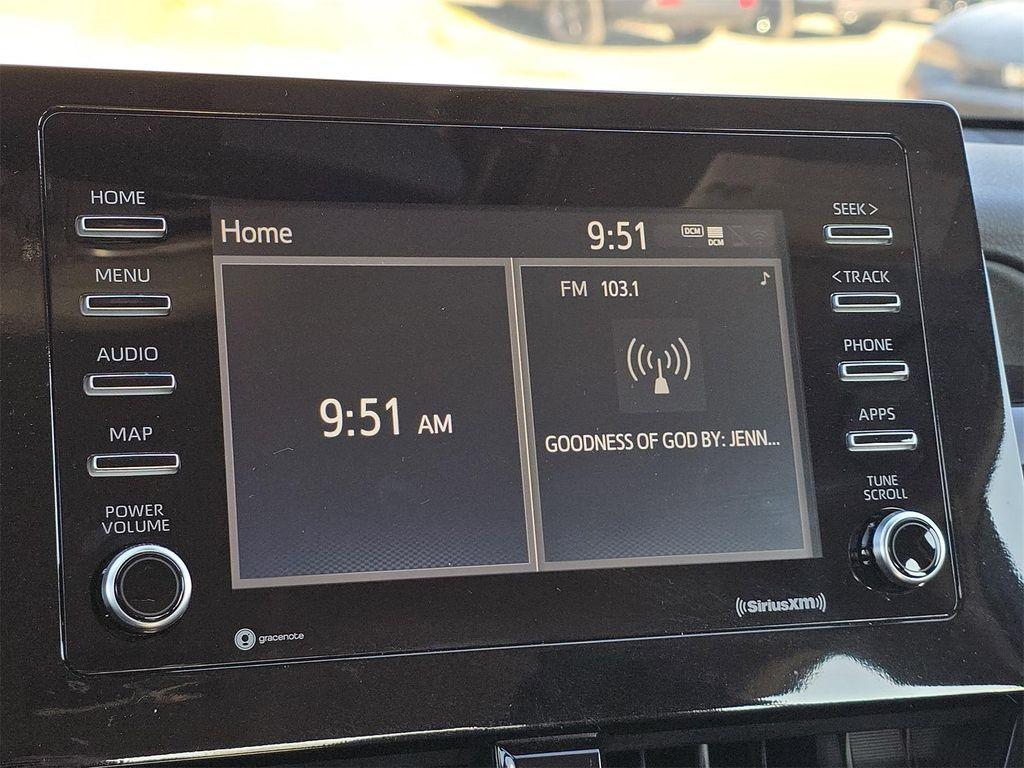 HOME
MENU
AUDIO
MAP
POWER
VOLUME
Home
9:51
DCM
DCM
9:51 AM
FM 103.1
GOODNESS OF GOD BY: JENN...
SEEK >
< TRACK
PHONE
APPS
TUNE
SCROLL
gracenote
SiriusXM